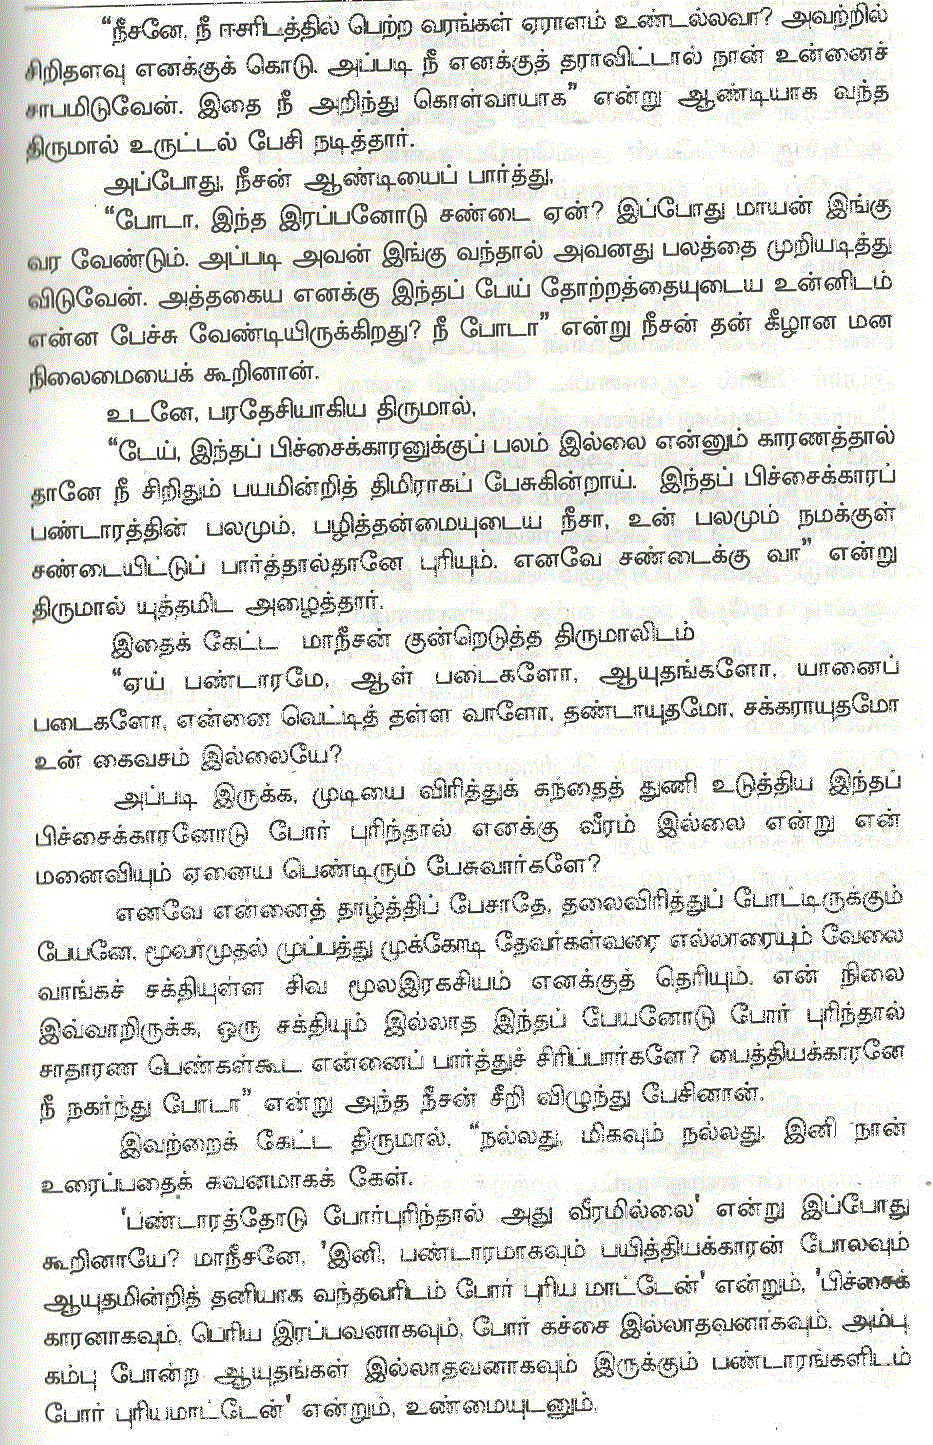 “நீசனே, நீ ஈசரிடத்தில் பெற்ற வரங்கள் ஏராளம் உண்டல்லவா? அவற்றில்
சிறிதளவு எனக்குக் கொடு. அப்படி நீ எனக்குத் தராவிட்டால் நான் உன்னைச்
சாபமிடுவேன். இதை நீ அறிந்து கொள்வாயாக” என்று ஆண்டியாக வந்த
திருமால் உருட்டல் பேசி நடித்தார்.
அப்போது, நீசன் ஆண்டியைப் பார்த்து,
“போடா, இந்த இரப்பனோடு சண்டை ஏன்? இப்போது மாயன் இங்கு
வர வேண்டும். அப்படி அவன் இங்கு வந்தால் அவனது பலத்தை முறியடித்து
விடுவேன். அத்தகைய எனக்கு இந்தப் பேய் தோற்றத்தையுடைய உன்னிடம்
என்ன பேச்சு வேண்டியிருக்கிறது? நீ போடா” என்று நீசன் தன் கீழான மன
நிலைமையைக் கூறினான்.
உடனே, பரதேசியாகிய திருமால்,
“டேய், இந்தப் பிச்சைக்காரனுக்குப் பலம் இல்லை என்னும் காரணத்தால்
தானே நீ சிறிதும் பயமின்றித் திமிராகப் பேசுகின்றாய். இந்தப் பிச்சைக்காரப்
பண்டாரத்தின் பலமும், பழித்தன்மையுடைய நீசா, உன் பலமும் நமக்குள்
சண்டையிட்டுப் பார்த்தால்தானே புரியும். எனவே சண்டைக்கு வா” என்று
திருமால் யுத்தமிட அழைத்தார்.
இதைக் கேட்ட மாநீசன் குன்றெடுத்த திருமாலிடம்
“ஏய் பண்டாரமே, ஆள் படைகளோ, ஆயுதங்களோ, யானைப்
படைகளோ, என்னை வெட்டித் தள்ள வாளோ, தண்டாயுதமோ, சக்கராயுதமோ
உன் கைவசம் இல்லையே?
அப்படி இருக்க, முடியை விரித்துக் கந்தைத் துணி உடுத்திய இந்தப்
பிச்சைக்காரனோடு போர் புரிந்தால் எனக்கு வீரம் இல்லை என்று என்
மனைவியும் ஏனைய பெண்டிரும் பேசுவார்களே?
எனவே என்னைத் தாழ்த்திப் பேசாதே, தலைவிரித்துப் போட்டிருக்கும்
பேயனே, மூவர்முதல் முப்பத்து முக்கோடி தேவர்கள்வரை எல்லாரையும் வேலை
வாங்கச் சக்தியுள்ள சிவ மூலஇரகசியம் எனக்குத் தெரியும். என் நிலை
இவ்வாறிருக்க, ஒரு சக்தியும் இல்லாத இந்தப் பேயனோடு போர் புரிந்தால்
சாதாரண பெண்கள்கூட என்னைப் பார்த்துச் சிரிப்பார்களே? பைத்தியக்காரனே
நீ நகர்ந்து போடா” என்று அந்த நீசன் சீறி விழுந்து பேசினான்.
இவற்றைக் கேட்ட திருமால், “நல்லது, மிகவும் நல்லது. இனி நான்
உரைப்பதைக் கவனமாகக் கேள்.
'பண்டாரத்தோடு போர்புரிந்தால் அது வீரமில்லை' என்று இப்போது
கூறினாயே? மாநீசனே, 'இனி, பண்டாரமாகவும் பயித்தியக்காரன் போலவும்
ஆயுதமின்றித் தனியாக வந்தவரிடம் போர் புரிய மாட்டேன்' என்றும், 'பிச்சைக்
காரனாகவும், பெரிய இரப்பவனாகவும், போர் கச்சை இல்லாதவனாகவும், அம்பு
கம்பு போன்ற ஆயுதங்கள் இல்லாதவனாகவும் இருக்கும் பண்டாரங்களிடம்
போர் புரியமாட்டேன்' என்றும், உண்மையுடனும்,